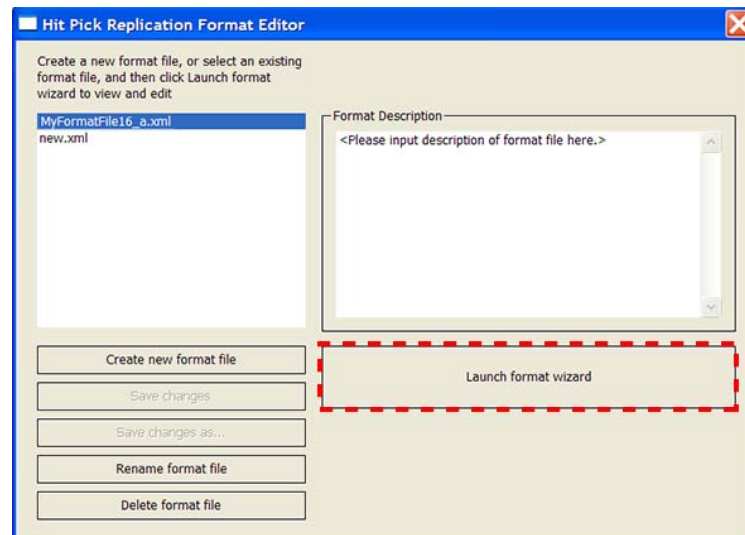 Hit Pick Replication Format Editor
Create a new format file, or select an existing
format file, and then click Launch format
wizard to view and edit
MyFormatFile16_a.xml
new.xml
Format Description
<Please input description of format file here.>
Create new format file
Save changes
Save changes as...
Rename format file
Delete format file
Launch format wizard